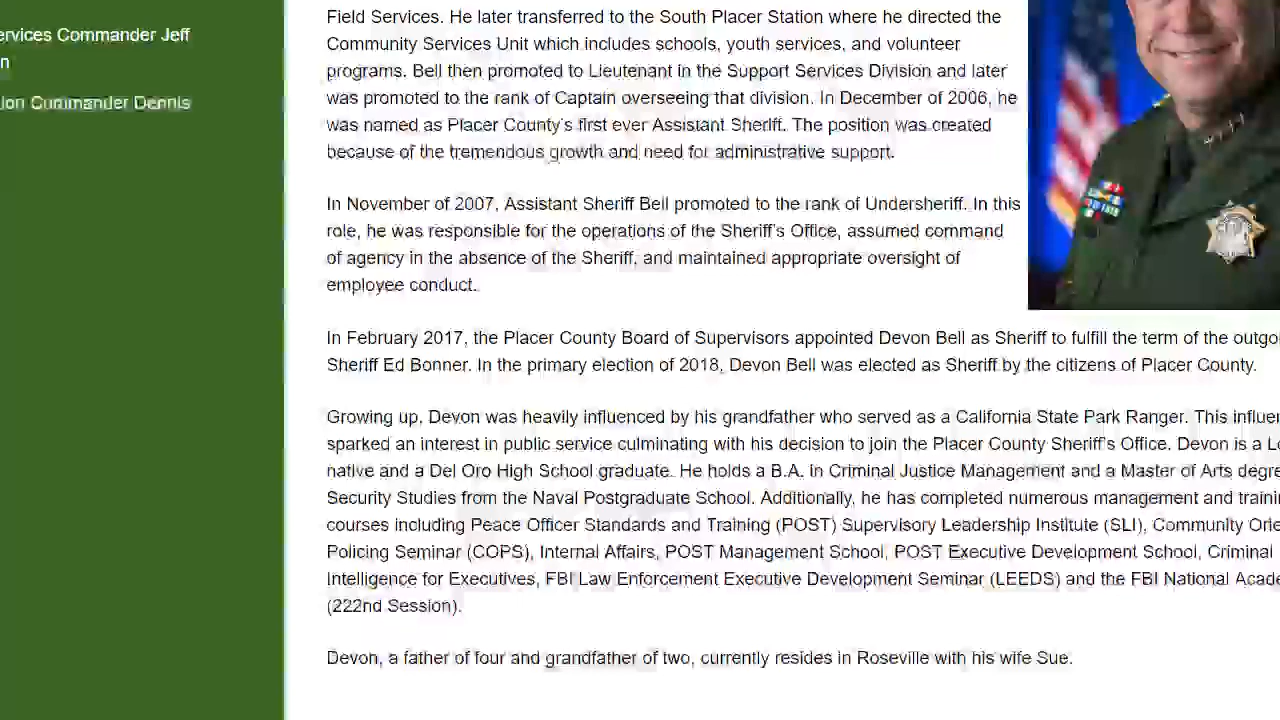 ervices Commander Jeff
n
ion Commander Dennis
Field Services. He later transferred to the South Placer Station where he directed the
Community Services Unit which includes schools, youth services, and volunteer
programs. Bell then promoted to Lieutenant in the Support Services Division and later
was promoted to the rank of Captain overseeing that division. In December of 2006, he
was named as Placer County's first ever Assistant Sheriff. The position was created
because of the tremendous growth and need for administrative support.
In November of 2007, Assistant Sheriff Bell promoted to the rank of Undersheriff. In this
role, he was responsible for the operations of the Sheriff's Office, assumed command
of agency in the absence of the Sheriff, and maintained appropriate oversight of
employee conduct.
In February 2017, the Placer County Board of Supervisors appointed Devon Bell as Sheriff to fulfill the term of the outgo
Sheriff Ed Bonner. In the primary election of 2018, Devon Bell was elected as Sheriff by the citizens of Placer County.
Growing up, Devon was heavily influenced by his grandfather who served as a California State Park Ranger. This influe
sparked an interest in public service culminating with his decision to join the Placer County Sheriff's Office. Devon is a Lo
native and a Del Oro High School graduate. He holds a B.A. in Criminal Justice Management and a Master of Arts degre
Security Studies from the Naval Postgraduate School. Additionally, he has completed numerous management and traini
courses including Peace Officer Standards and Training (POST) Supervisory Leadership Institute (SLI), Community Orie
Policing Seminar (COPS), Internal Affairs, POST Management School, POST Executive Development School, Criminal
Intelligence for Executives, FBI Law Enforcement Executive Development Seminar (LEEDS) and the FBI National Acade
(222nd Session).
Devon, a father of four and grandfather of two, currently resides in Roseville with his wife Sue.